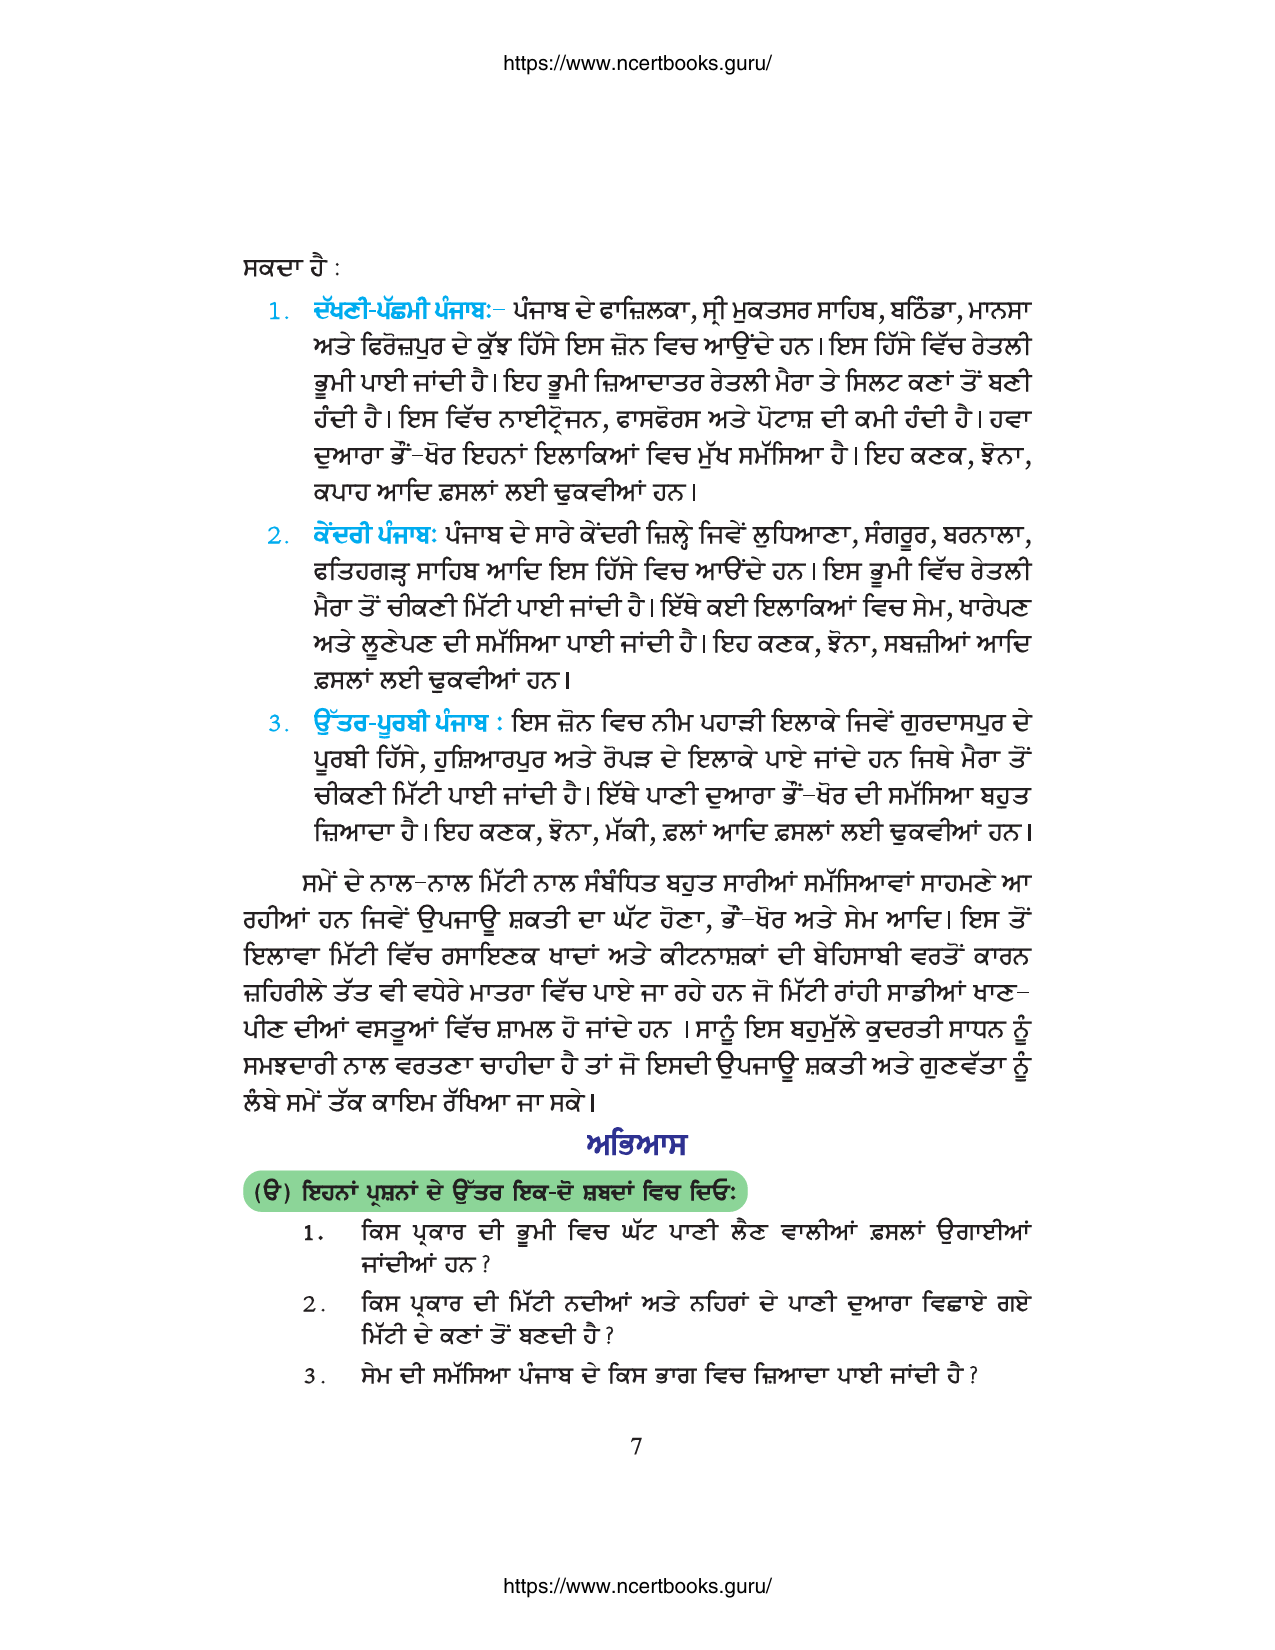 https://www.ncertbooks.guru/
ਸਕਦਾ ਹੈ :
1. ਦੱਖਣੀ-ਪੱਛਮੀ ਪੰਜਾਬਃ– ਪੰਜਾਬ ਦੇ ਫਾਜ਼ਿਲਕਾ, ਸ੍ਰੀ ਮੁਕਤਸਰ ਸਾਹਿਬ, ਬਠਿੰਡਾ, ਮਾਨਸਾ
ਅਤੇ ਫਿਰੋਜ਼ਪੁਰ ਦੇ ਕੁੱਝ ਹਿੱਸੇ ਇਸ ਜ਼ੋਨ ਵਿਚ ਆਉਂਦੇ ਹਨ। ਇਸ ਹਿੱਸੇ ਵਿੱਚ ਰੇਤਲੀ
ਭੂਮੀ ਪਾਈ ਜਾਂਦੀ ਹੈ। ਇਹ ਭੂਮੀ ਜ਼ਿਆਦਾਤਰ ਰੇਤਲੀ ਮੈਰਾ ਤੇ ਸਿਲਟ ਕਣਾਂ ਤੋਂ ਬਣੀ
ਹੰਦੀ ਹੈ। ਇਸ ਵਿੱਚ ਨਾਈਟ੍ਰੋਜਨ, ਫਾਸਫੋਰਸ ਅਤੇ ਪੋਟਾਸ਼ ਦੀ ਕਮੀ ਹੰਦੀ ਹੈ। ਹਵਾ
ਦੁਆਰਾ ਭੌਂ–ਖੋਰ ਇਹਨਾਂ ਇਲਾਕਿਆਂ ਵਿਚ ਮੁੱਖ ਸਮੱਸਿਆ ਹੈ। ਇਹ ਕਣਕ, ਝੋਨਾ,
ਕਪਾਹ ਆਦਿ ਫ਼ਸਲਾਂ ਲਈ ਢੁਕਵੀਆਂ ਹਨ।
2. ਕੇਂਦਰੀ ਪੰਜਾਬਃ ਪੰਜਾਬ ਦੇ ਸਾਰੇ ਕੇਂਦਰੀ ਜ਼ਿਲ੍ਹੇ ਜਿਵੇਂ ਲੁਧਿਆਣਾ, ਸੰਗਰੂਰ, ਬਰਨਾਲਾ,
ਫਤਿਹਗੜ੍ਹ ਸਾਹਿਬ ਆਦਿ ਇਸ ਹਿੱਸੇ ਵਿਚ ਆਓਂਦੇ ਹਨ। ਇਸ ਭੂਮੀ ਵਿੱਚ ਰੇਤਲੀ
ਮੈਰਾ ਤੋਂ ਚੀਕਣੀ ਮਿੱਟੀ ਪਾਈ ਜਾਂਦੀ ਹੈ। ਇੱਥੇ ਕਈ ਇਲਾਕਿਆਂ ਵਿਚ ਸੇਮ, ਖਾਰੇਪਣ
ਅਤੇ ਲੂਣੇਪਣ ਦੀ ਸਮੱਸਿਆ ਪਾਈ ਜਾਂਦੀ ਹੈ। ਇਹ ਕਣਕ, ਝੋਨਾ, ਸਬਜ਼ੀਆਂ ਆਦਿ
ਫ਼ਸਲਾਂ ਲਈ ਢੁਕਵੀਆਂ ਹਨ।
3. ਉੱਤਰ-ਪੂਰਬੀ ਪੰਜਾਬ : ਇਸ ਜ਼ੋਨ ਵਿਚ ਨੀਮ ਪਹਾੜੀ ਇਲਾਕੇ ਜਿਵੇਂ ਗੁਰਦਾਸਪੁਰ ਦੇ
ਪੂਰਬੀ ਹਿੱਸੇ, ਹੁਸ਼ਿਆਰਪੁਰ ਅਤੇ ਰੋਪੜ ਦੇ ਇਲਾਕੇ ਪਾਏ ਜਾਂਦੇ ਹਨ ਜਿਥੇ ਮੈਰਾ ਤੋਂ
ਚੀਕਣੀ ਮਿੱਟੀ ਪਾਈ ਜਾਂਦੀ ਹੈ। ਇੱਥੇ ਪਾਣੀ ਦੁਆਰਾ ਭੌਂ–ਖੋਰ ਦੀ ਸਮੱਸਿਆ ਬਹੁਤ
ਜ਼ਿਆਦਾ ਹੈ। ਇਹ ਕਣਕ, ਝੋਨਾ, ਮੱਕੀ, ਫ਼ਲਾਂ ਆਦਿ ਫ਼ਸਲਾਂ ਲਈ ਢੁਕਵੀਆਂ ਹਨ।
ਸਮੇਂ ਦੇ ਨਾਲ–ਨਾਲ ਮਿੱਟੀ ਨਾਲ ਸੰਬੰਧਿਤ ਬਹੁਤ ਸਾਰੀਆਂ ਸਮੱਸਿਆਵਾਂ ਸਾਹਮਣੇ ਆ
ਰਹੀਆਂ ਹਨ ਜਿਵੇਂ ਉਪਜਾਊ ਸ਼ਕਤੀ ਦਾ ਘੱਟ ਹੋਣਾ, ਭੌਂ–ਖੋਰ ਅਤੇ ਸੇਮ ਆਦਿ। ਇਸ ਤੋਂ
ਇਲਾਵਾ ਮਿੱਟੀ ਵਿੱਚ ਰਸਾਇਣਕ ਖਾਦਾਂ ਅਤੇ ਕੀਟਨਾਸ਼ਕਾਂ ਦੀ ਬੇਹਿਸਾਬੀ ਵਰਤੋਂ ਕਾਰਨ
ਜ਼ਹਿਰੀਲੇ ਤੱਤ ਵੀ ਵਧੇਰੇ ਮਾਤਰਾ ਵਿੱਚ ਪਾਏ ਜਾ ਰਹੇ ਹਨ ਜੋ ਮਿੱਟੀ ਰਾਂਹੀ ਸਾਡੀਆਂ ਖਾਣ–
ਪੀਣ ਦੀਆਂ ਵਸਤੂਆਂ ਵਿੱਚ ਸ਼ਾਮਲ ਹੋ ਜਾਂਦੇ ਹਨ । ਸਾਨੂੰ ਇਸ ਬਹੁਮੁੱਲੇ ਕੁਦਰਤੀ ਸਾਧਨ ਨੂੰ
ਸਮਝਦਾਰੀ ਨਾਲ ਵਰਤਣਾ ਚਾਹੀਦਾ ਹੈ ਤਾਂ ਜੋ ਇਸਦੀ ਉਪਜਾਊ ਸ਼ਕਤੀ ਅਤੇ ਗੁਣਵੱਤਾ ਨੂੰ
ਲੰਬੇ ਸਮੇਂ ਤੱਕ ਕਾਇਮ ਰੱਖਿਆ ਜਾ ਸਕੇ।
ਅਭਿਆਸ
(ੳ) ਇਹਨਾਂ ਪ੍ਰਸ਼ਨਾਂ ਦੇ ਉੱਤਰ ਇਕ-ਦੋ ਸ਼ਬਦਾਂ ਵਿਚ ਦਿਓਃ
1. ਕਿਸ ਪ੍ਰਕਾਰ ਦੀ ਭੂਮੀ ਵਿਚ ਘੱਟ ਪਾਣੀ ਲੈਣ ਵਾਲੀਆਂ ਫ਼ਸਲਾਂ ਉਗਾਈਆਂ
ਜਾਂਦੀਆਂ ਹਨ ?
2. ਕਿਸ ਪ੍ਰਕਾਰ ਦੀ ਮਿੱਟੀ ਨਦੀਆਂ ਅਤੇ ਨਹਿਰਾਂ ਦੇ ਪਾਣੀ ਦੁਆਰਾ ਵਿਛਾਏ ਗਏ
ਮਿੱਟੀ ਦੇ ਕਣਾਂ ਤੋਂ ਬਣਦੀ ਹੈ ?
3. ਸੇਮ ਦੀ ਸਮੱਸਿਆ ਪੰਜਾਬ ਦੇ ਕਿਸ ਭਾਗ ਵਿਚ ਜ਼ਿਆਦਾ ਪਾਈ ਜਾਂਦੀ ਹੈ ?
7
https://www.ncertbooks.guru/